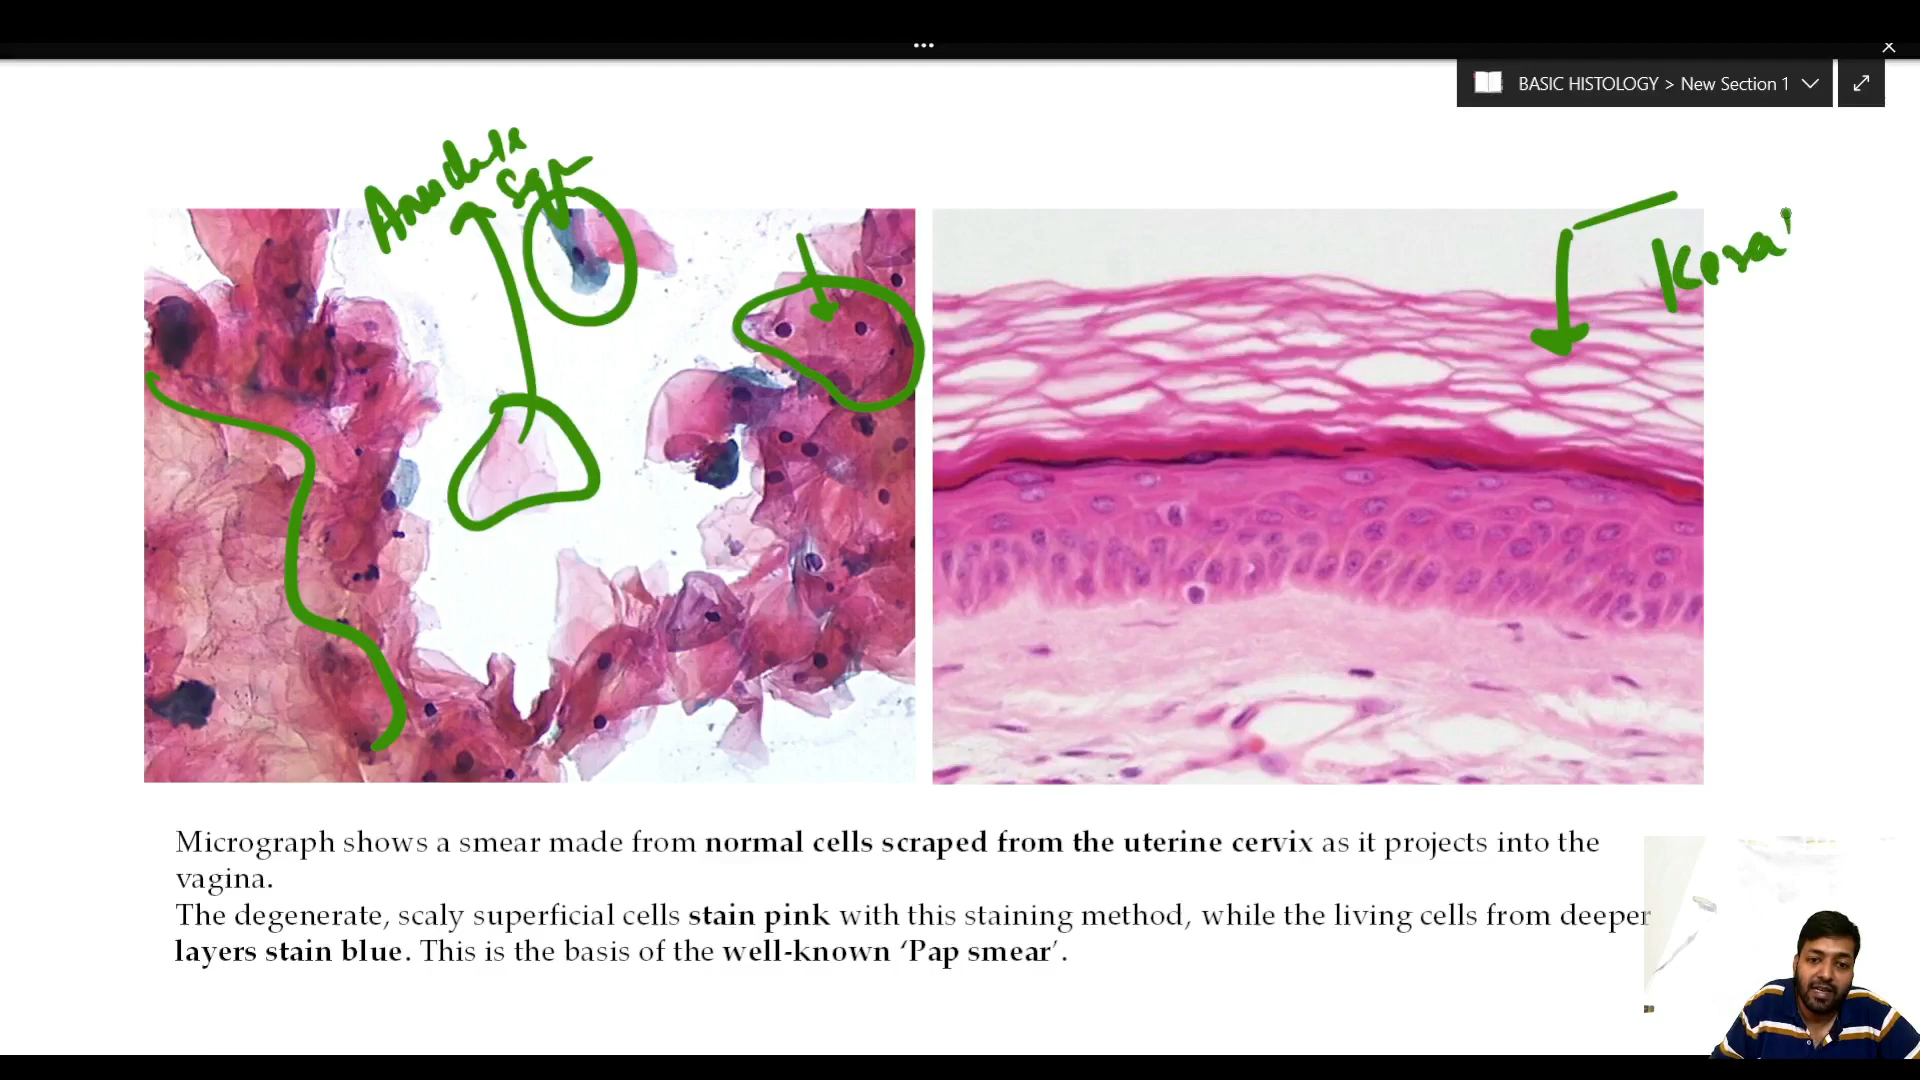 BASIC HISTOLOGY > New Section 1
Kera
Micrograph shows a smear made from normal cells scraped from the uterine cervix as it projects into the
vagina.
The degenerate, scaly superficial cells stain pink with this staining method, while the living cells from deeper
layers stain blue. This is the basis of the well-known ‘Pap smear’.